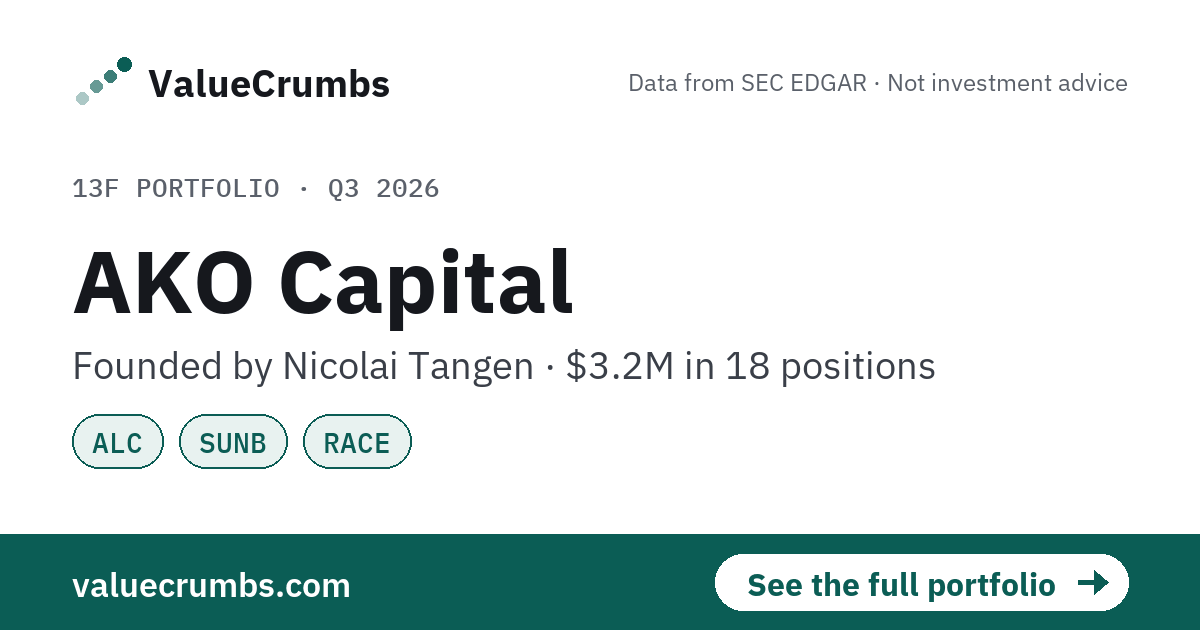 ValueCrumbs
Data from SEC EDGAR · Not investment advice
13F PORTFOLIO · Q3 2026
AKO Capital
Founded by Nicolai Tangen · $3.2M in 18 positions
ALC SUNB RACE
valuecrumbs.com
See the full portfolio →